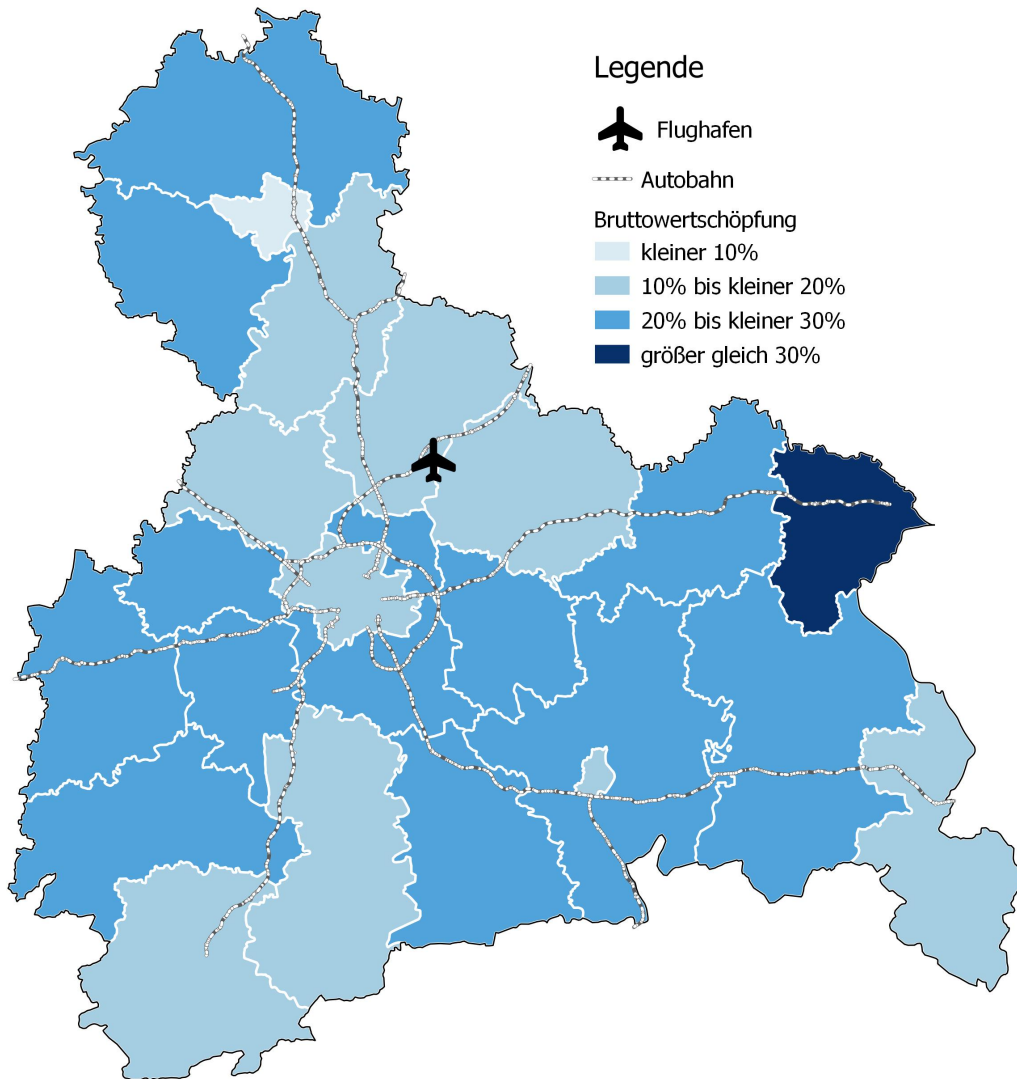 Legende
Flughafen
Autobahn
Bruttowertschöpfung
kleiner 10%
10% bis kleiner 20%
20% bis kleiner 30%
größer gleich 30%